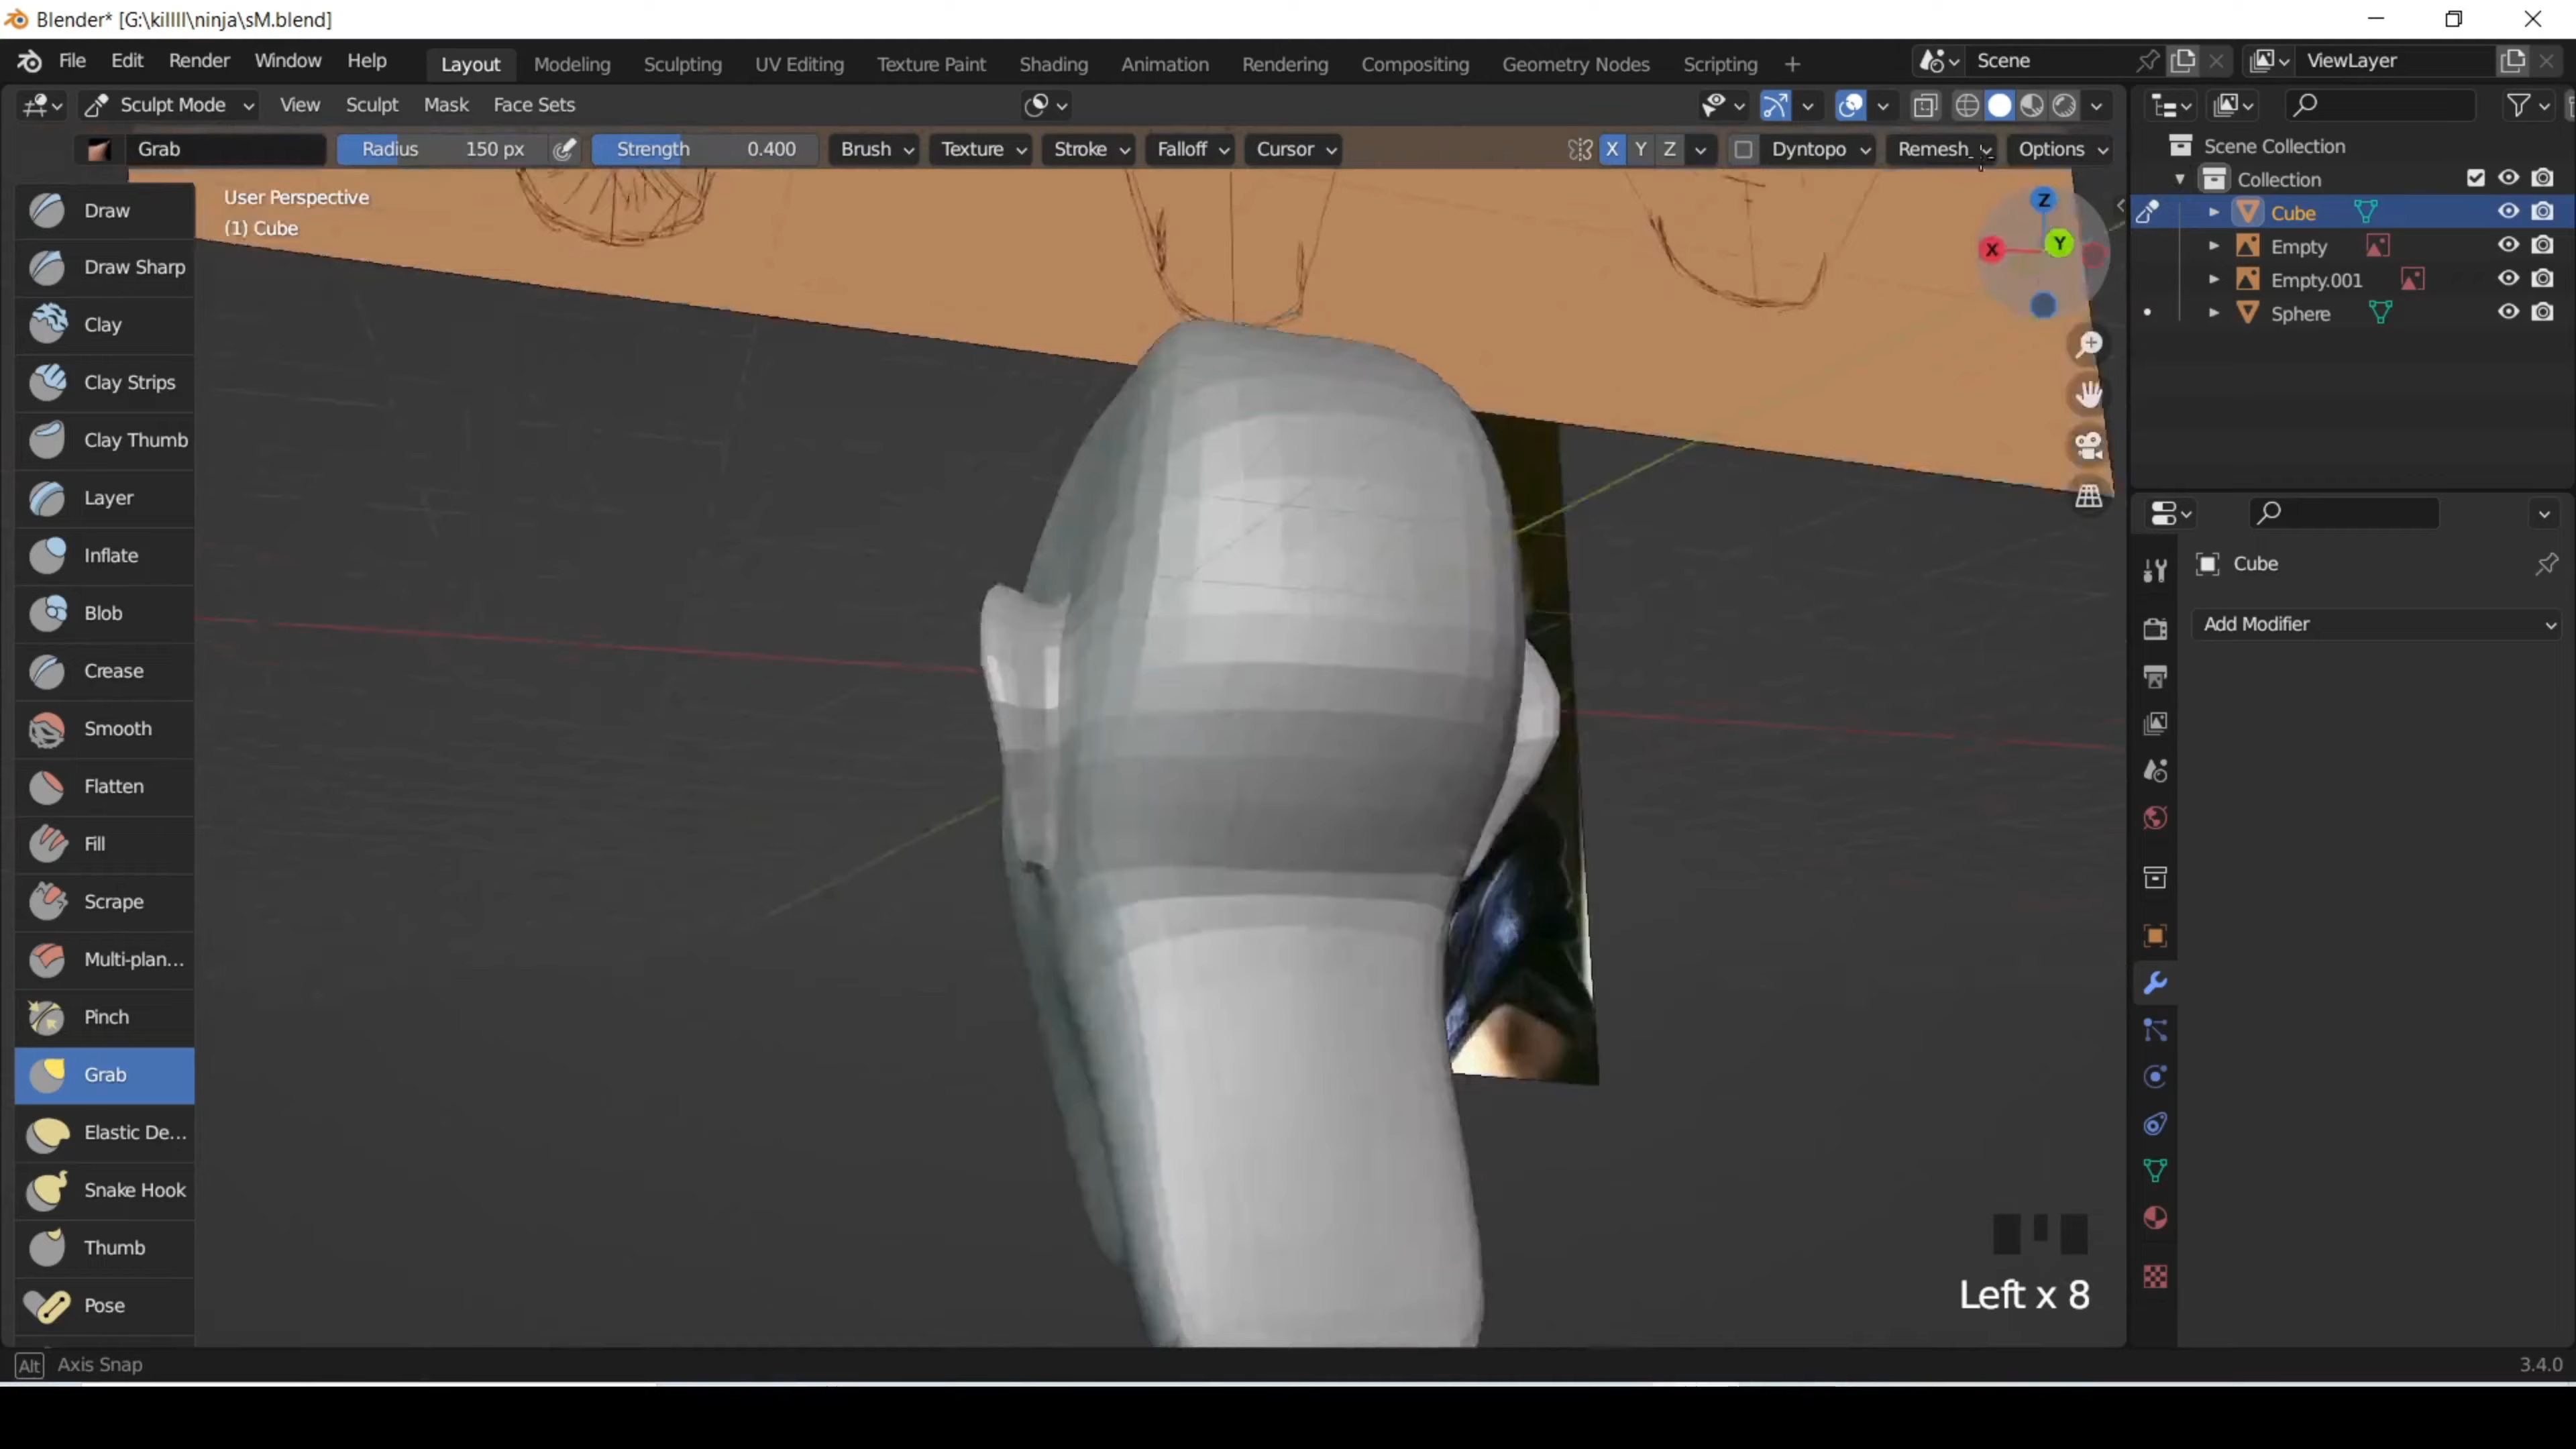 Blender* [G:\killll\ninja\sM.blend]
File Edit Render Window Help Layout Modeling Sculpting UV Editing Texture Paint Shading Animation Rendering Compositing Geometry Nodes Scripting + Scene ViewLayer
Sculpt Mode View Sculpt Mask Face Sets
Grab Radius 150 px Strength 0.400 Brush Texture Stroke Falloff Cursor X Y Z Dyntopo Remesh Options
User Perspective
(1) Cube
Z
Y
X
Draw
Draw Sharp
Clay
Clay Strips
Clay Thumb
Layer
Inflate
Blob
Crease
Smooth
Flatten
Fill
Scrape
Multi-plan...
Pinch
Grab
Elastic De...
Snake Hook
Thumb
Pose
Scene Collection
Collection
Cube
Empty
Empty.001
Sphere
Cube
Add Modifier
Left x 8
Alt Axis Snap
3.4.0